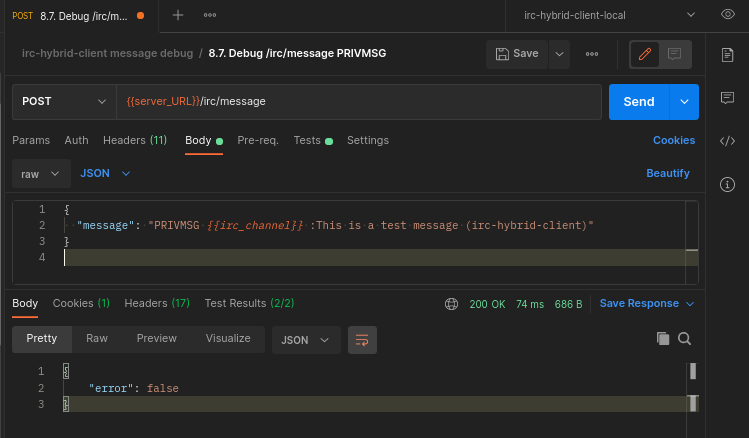 POST 8.7. Debug /irc/m...
irc-hybrid-client-local
irc-hybrid-client message debug / 8.7. Debug /irc/message PRIVMSG
Save
POST {{server_URL}}/irc/message
Send
Params Auth Headers (11) Body Pre-req. Tests Settings Cookies
raw JSON Beautify
1 {
2 "message": "PRIVMSG {{irc_channel}} :This is a test message (irc-hybrid-client)"
3 }
4
Body Cookies (1) Headers (17) Test Results (2/2) 200 OK 74 ms 686 B Save Response
Pretty Raw Preview Visualize JSON
1 {
2 "error": false
3 }